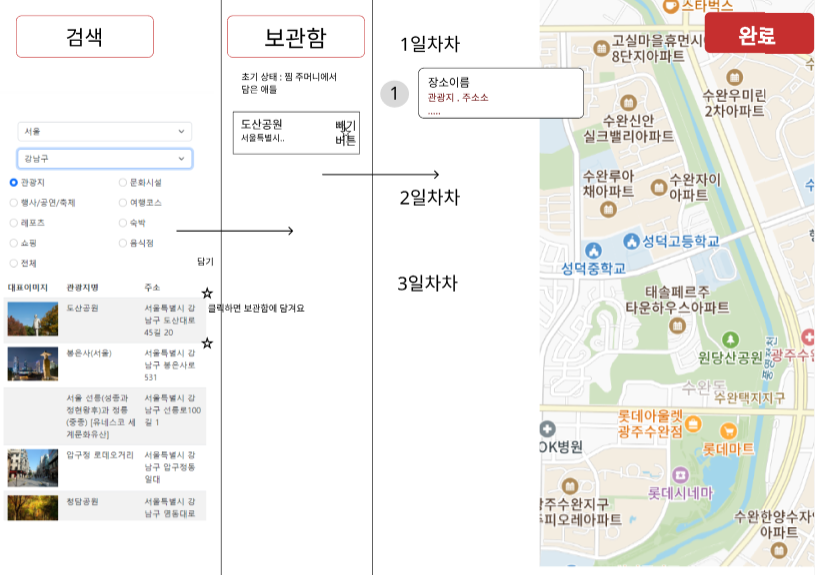 검색
서울
강남구
관광지
문화시설
행사/공연/축제
여행코스
레포츠
숙박
쇼핑
음식점
전체
담기
대표이미지 관광지명 주소
도산공원
서울특별시 강
남구 도산대로
45길 20
클릭하면 보관함에 담겨요
봉은사(서울)
서울특별시 강
남구 봉은사로
531
서울 선릉(성종과
정현왕후)과 정릉
(중종) [유네스코 세
계문화유산]
서울특별시 강
남구 선릉로100
길 1
압구정 로데오거리
서울특별시 강
남구 압구정동
일대
청담공원
서울특별시 강
남구 영동대로
보관함
초기 상태 : 찜 주머니에서
담은 애들
도산공원
서울특별시..
빼기
버튼
1일차차
1
장소이름
관광지 , 주소소
.....
2일차차
3일차차
완료
스타벅스
고실마을휴먼시
8단지아파트
수완우미린
2차아파트
수완신안
실크밸리아파트
수완루아
채아파트
수완자이
아파트
성덕고등학교
성덕중학교
태솔페르주
타운하우스아파트
원당산공원
풍영정천
광주수완
수완동
수완택지지구
롯데아울렛
광주수완점
롯데마트
OK병원
롯데시네마
광주수완지구
수완한양수자
아파트